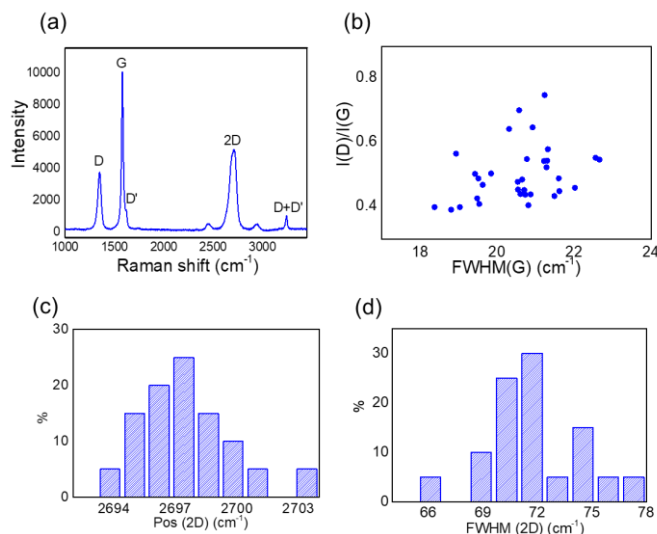 (a)
10000
8000
6000
4000
2000
0
Intensity
D
G
D'
2D
D+D'
1000 1500 2000 2500 3000
Raman shift (cm-1)
(b)
0.8
0.6
0.4
I(D)/I(G)
18 20 22 24
FWHM(G) (cm-1)
(c)
30
20
10
0
%
2694 2697 2700 2703
Pos (2D) (cm-1)
(d)
30
20
10
0
%
66 69 72 75 78
FWHM (2D) (cm-1)